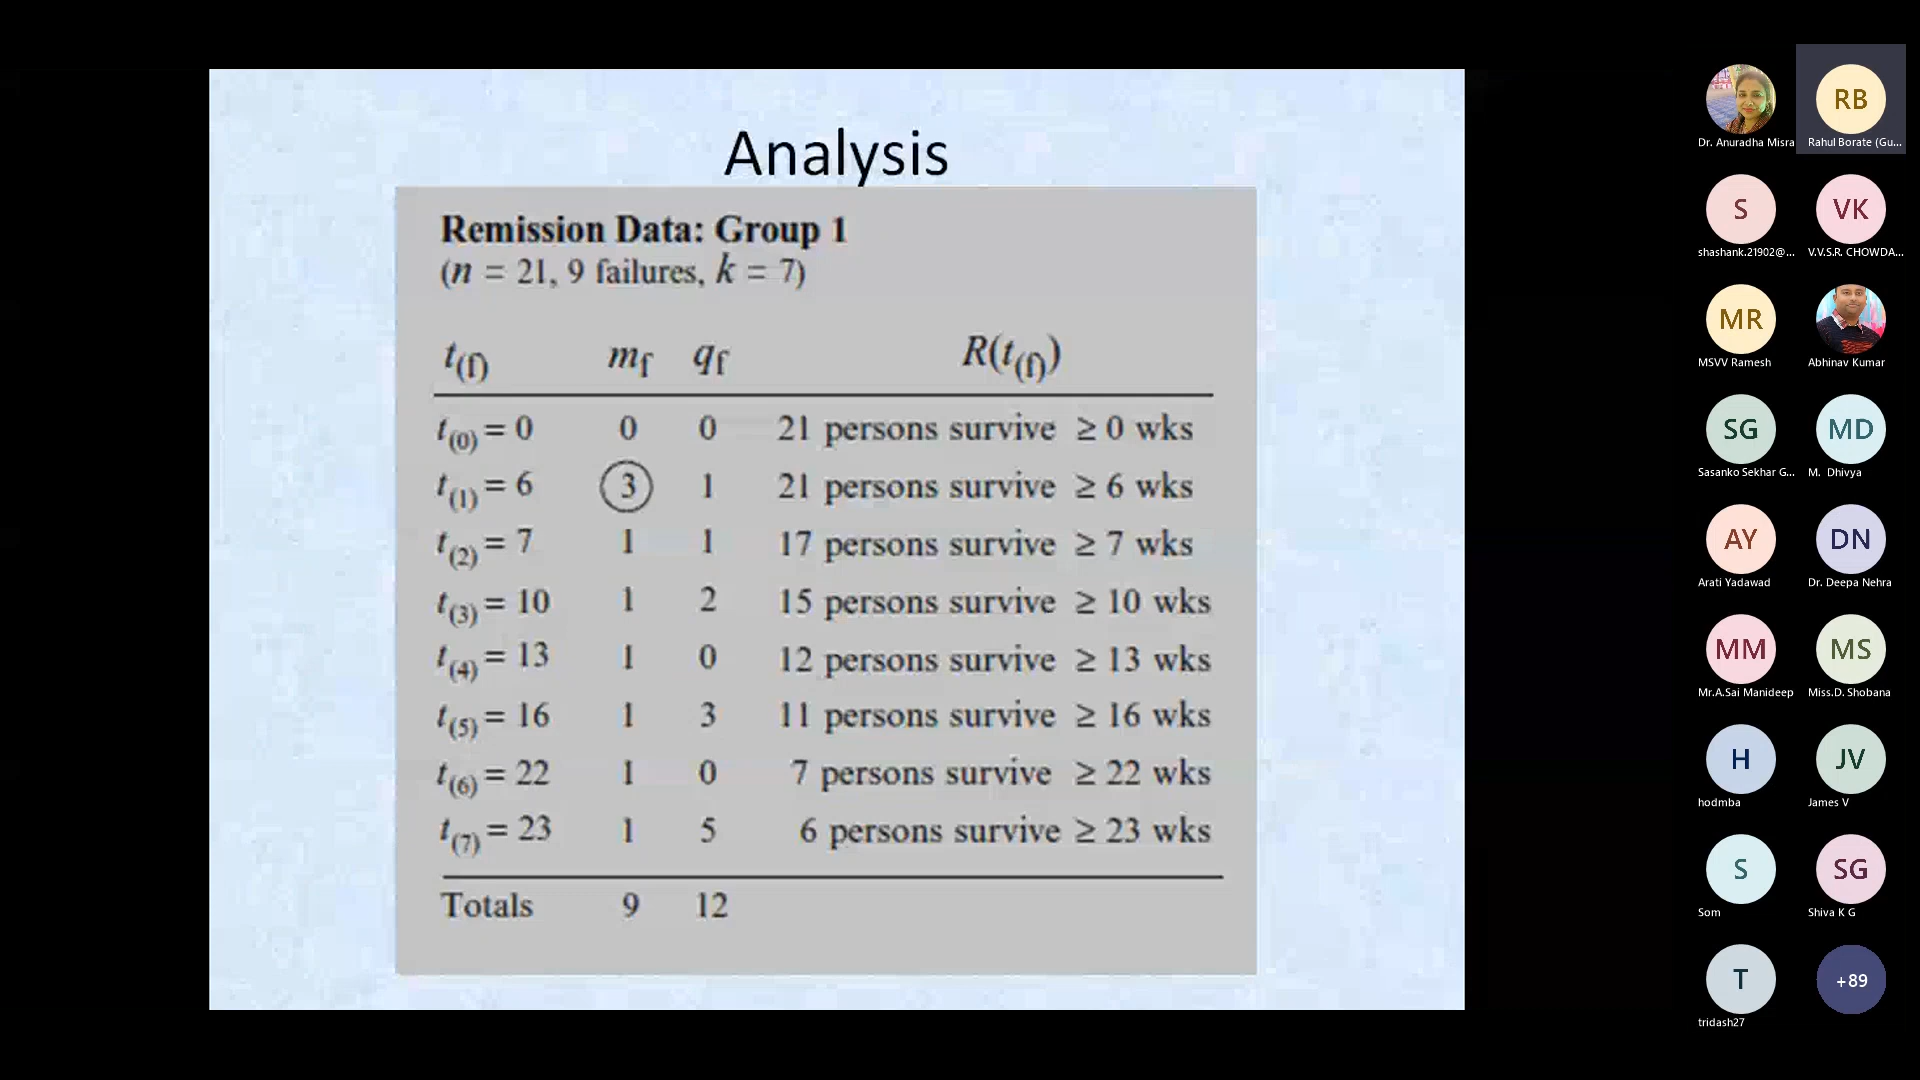 Analysis
Remission Data: Group 1
(n = 21, 9 failures, k = 7)
t(f) mf qf R(t(f))
t(0) = 0 0 0 21 persons survive ≥ 0 wks
t(1) = 6 3 1 21 persons survive ≥ 6 wks
t(2) = 7 1 1 17 persons survive ≥ 7 wks
t(3) = 10 1 2 15 persons survive ≥ 10 wks
t(4) = 13 1 0 12 persons survive ≥ 13 wks
t(5) = 16 1 3 11 persons survive ≥ 16 wks
t(6) = 22 1 0 7 persons survive ≥ 22 wks
t(7) = 23 1 5 6 persons survive ≥ 23 wks
Totals 9 12
RB
Dr. Anuradha Misra Rahul Borate (Gu...
S VK
shashank.21902@... V.V.S.R. CHOWDA...
MR
MSVV Ramesh Abhinav Kumar
SG MD
Sasanko Sekhar G... M. Dhivya
AY DN
Arati Yadawad Dr. Deepa Nehra
MM MS
Mr.A.Sai Manideep Miss.D. Shobana
H JV
hodmba James V
S SG
Som Shiva K G
T +89
tridash27